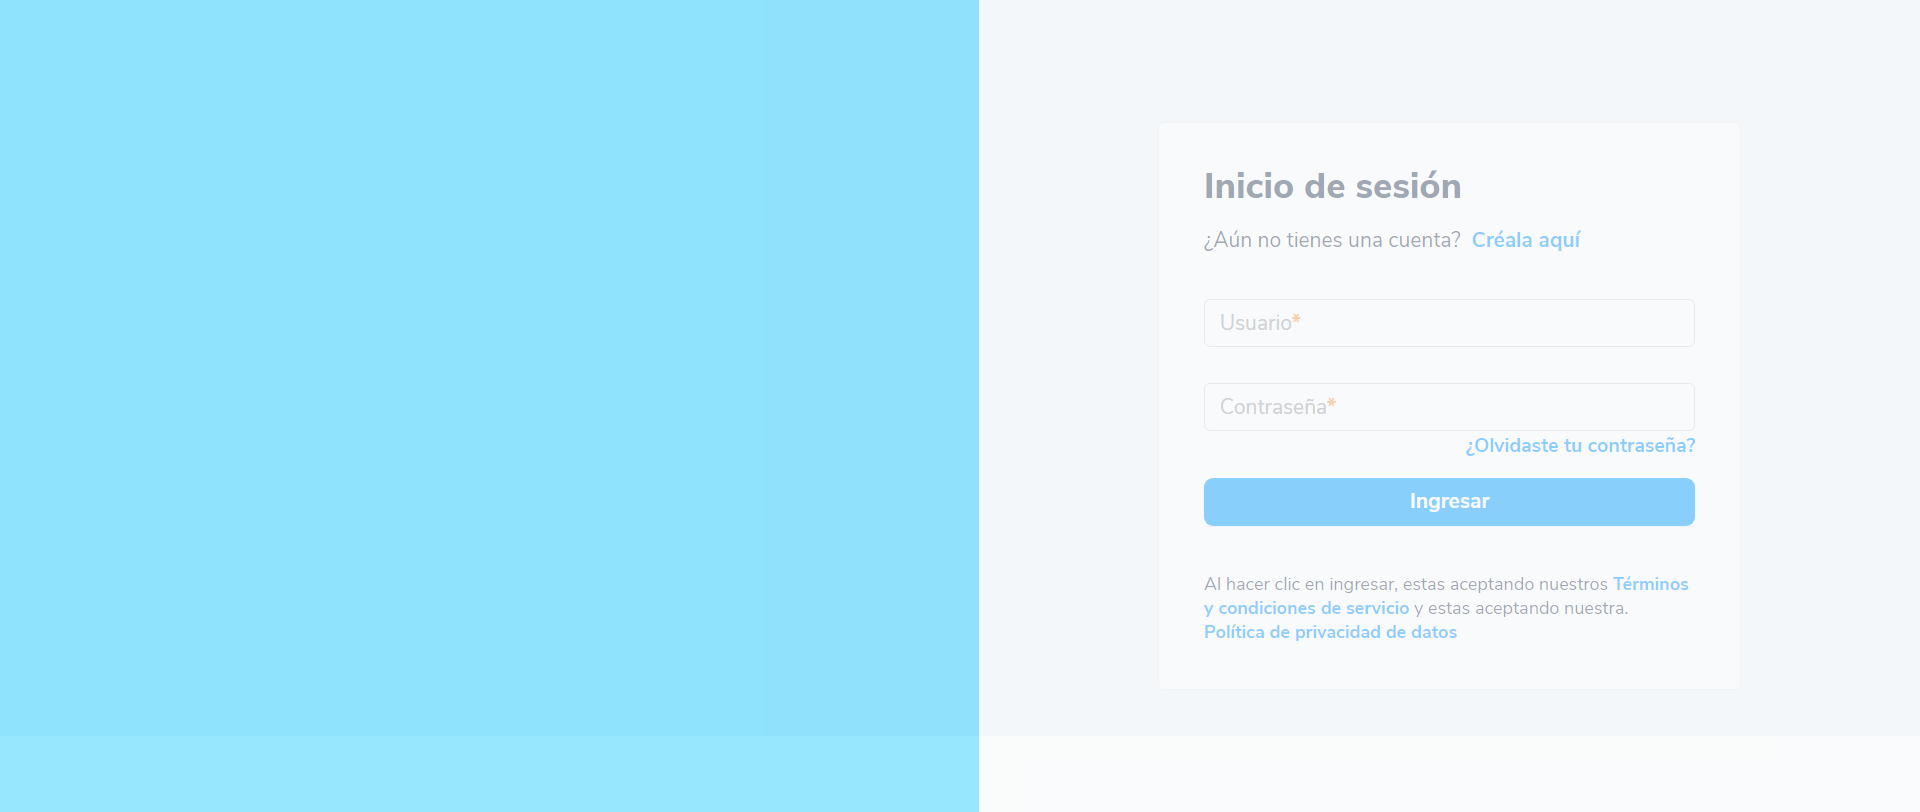 Inicio de sesión
¿Aún no tienes una cuenta? Créala aquí
Usuario*
Contraseña*
¿Olvidaste tu contraseña?
Ingresar
Al hacer clic en ingresar, estas aceptando nuestros Términos
y condiciones de servicio y estas aceptando nuestra.
Política de privacidad de datos